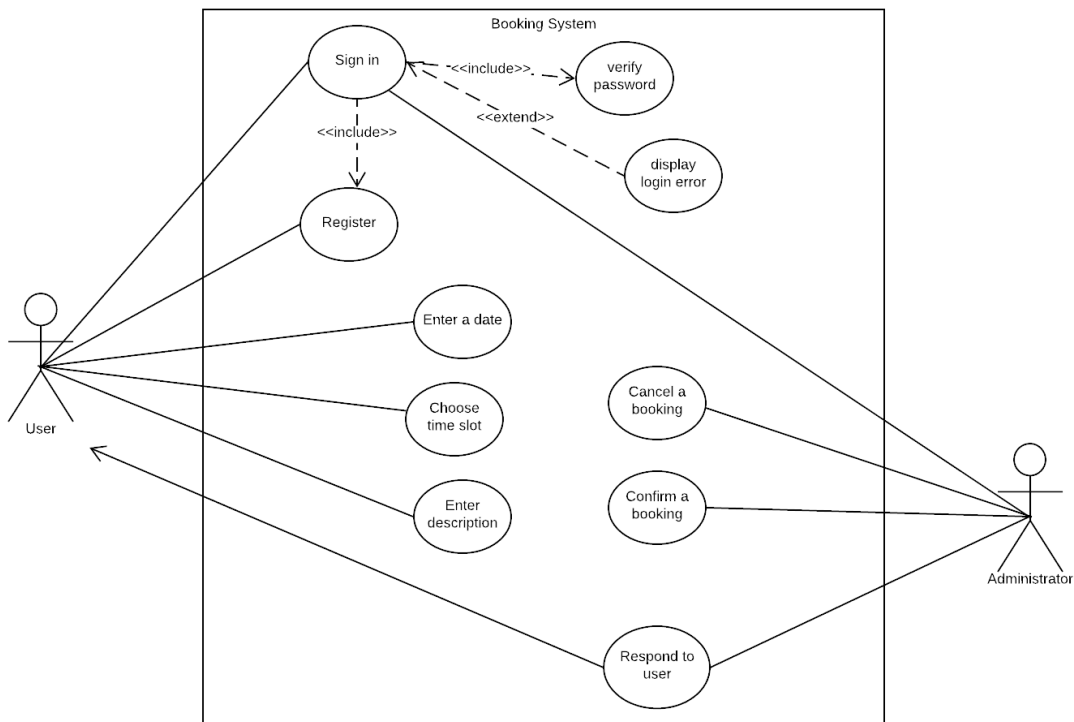 Booking System
Sign in
<<include>>
verify
password
<<extend>>
<<include>>
display
login error
Register
Enter a date
Cancel a
booking
Choose
time slot
User
Enter
description
Confirm a
booking
Administrator
Respond to
user